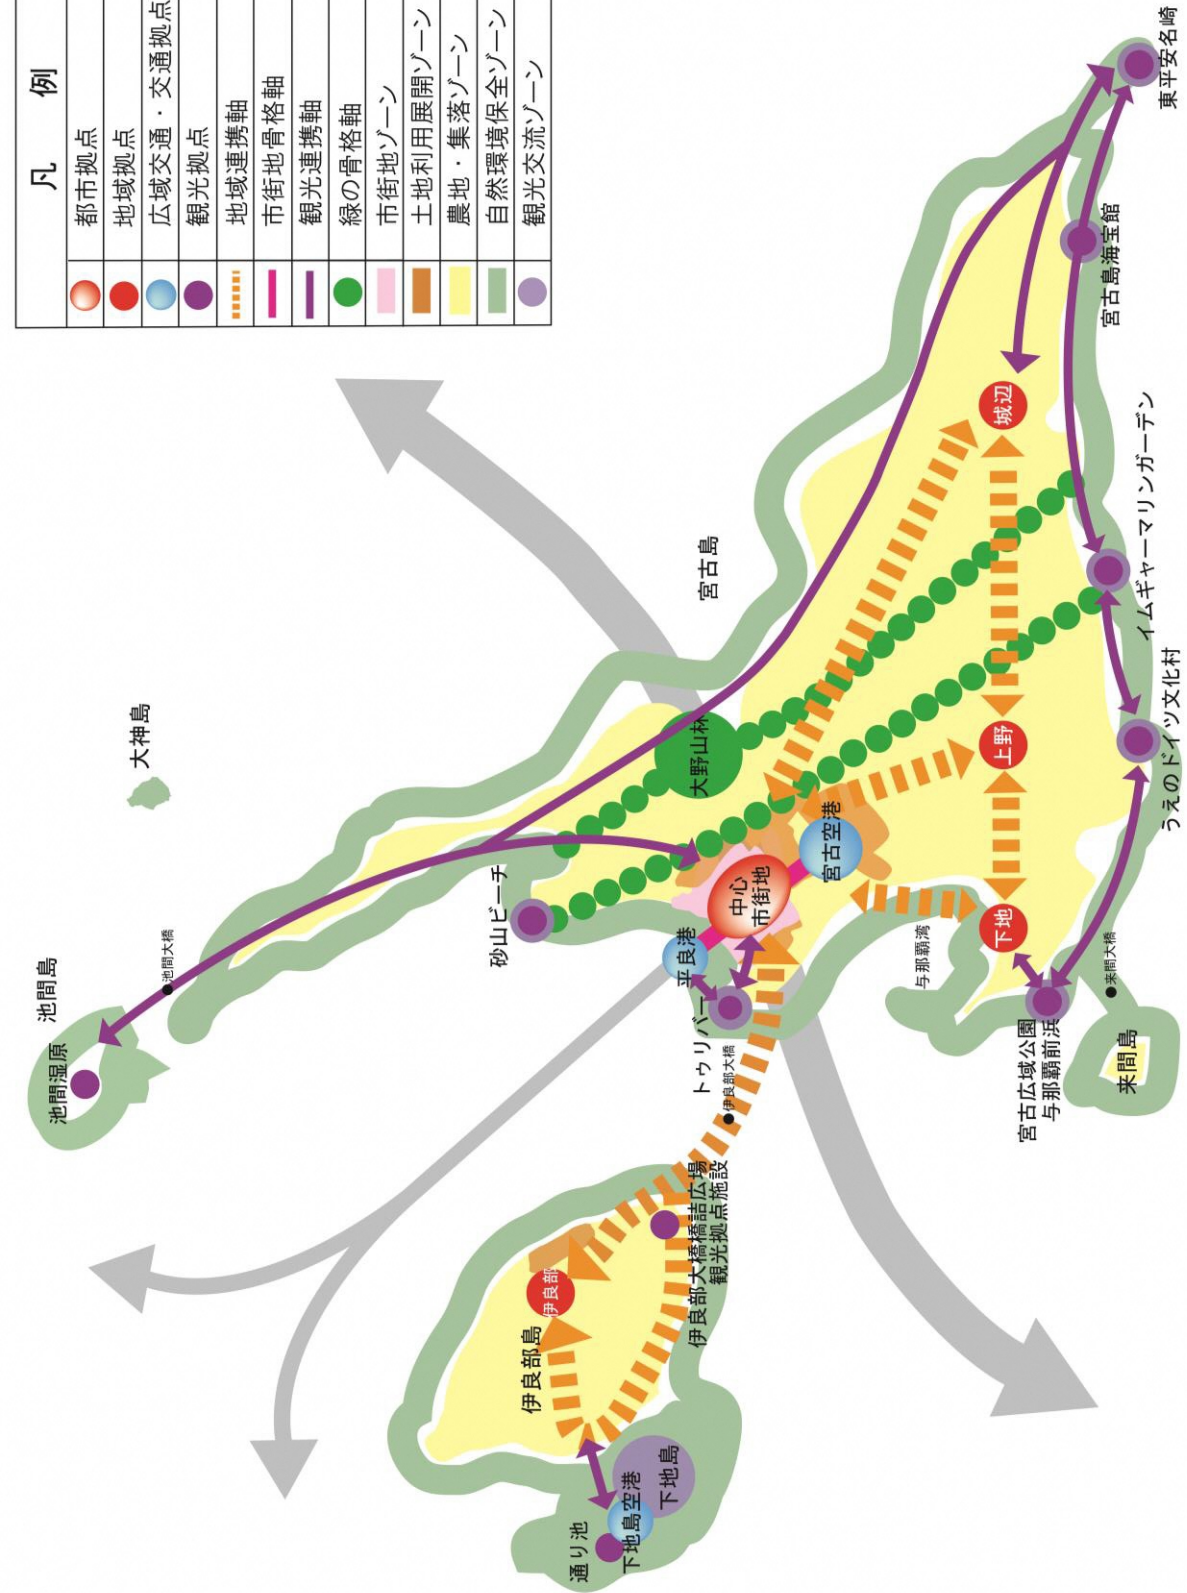 凡　例
都市拠点
地域拠点
広域交通・交通拠点
観光拠点
地域連携軸
市街地骨格軸
観光連携軸
緑の骨格軸
市街地ゾーン
土地利用展開ゾーン
農地・集落ゾーン
自然環境保全ゾーン
観光交流ゾーン
大神島
池間島
池間湿原
池間大橋
宮古島
砂山ビーチ
大野山林
中心
市街地
平良港
宮古空港
トゥリバー
伊良部大橋
伊良部大橋橋詰広場
観光拠点施設
伊良部
伊良部島
通り池
下地島空港
下地島
城辺
上野
下地
与那覇湾
来間大橋
来間島
宮古広域公園
与那覇前浜
うえのドイツ文化村
イムギャーマリンガーデン
宮古島海宝館
東平安名崎